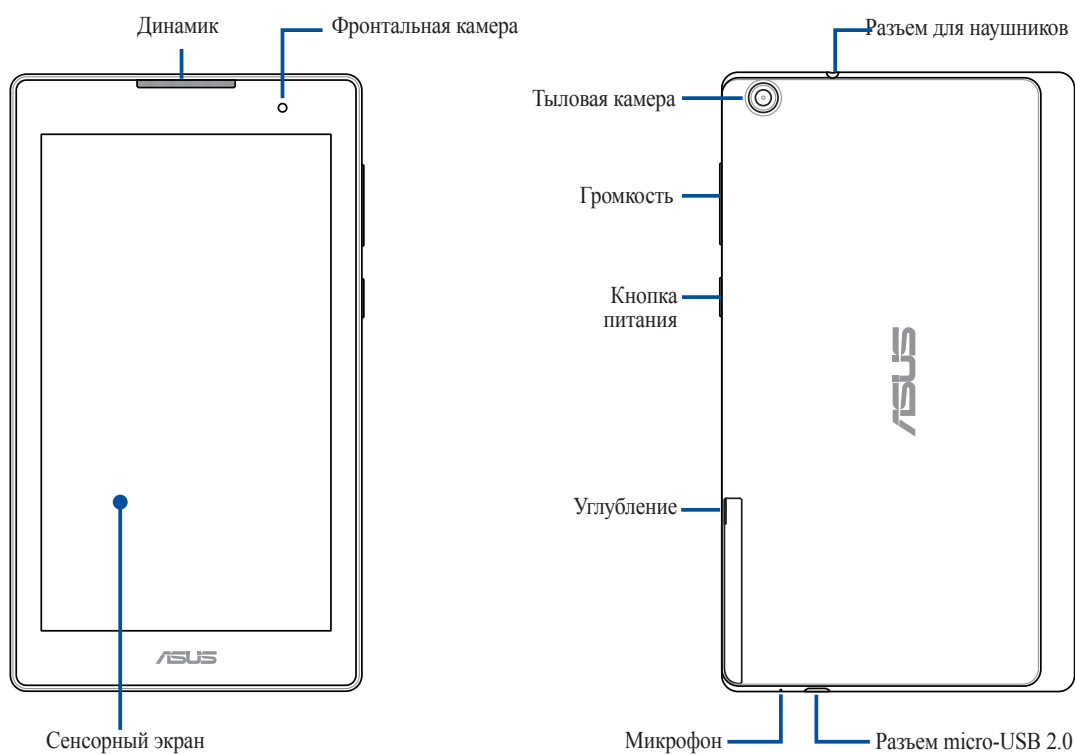 Динамик
Фронтальная камера
Разъем для наушников
Тыловая камера
Громкость
Кнопка
питания
ASUS
Углубление
ASUS
Сенсорный экран
Микрофон
Разъем micro-USB 2.0